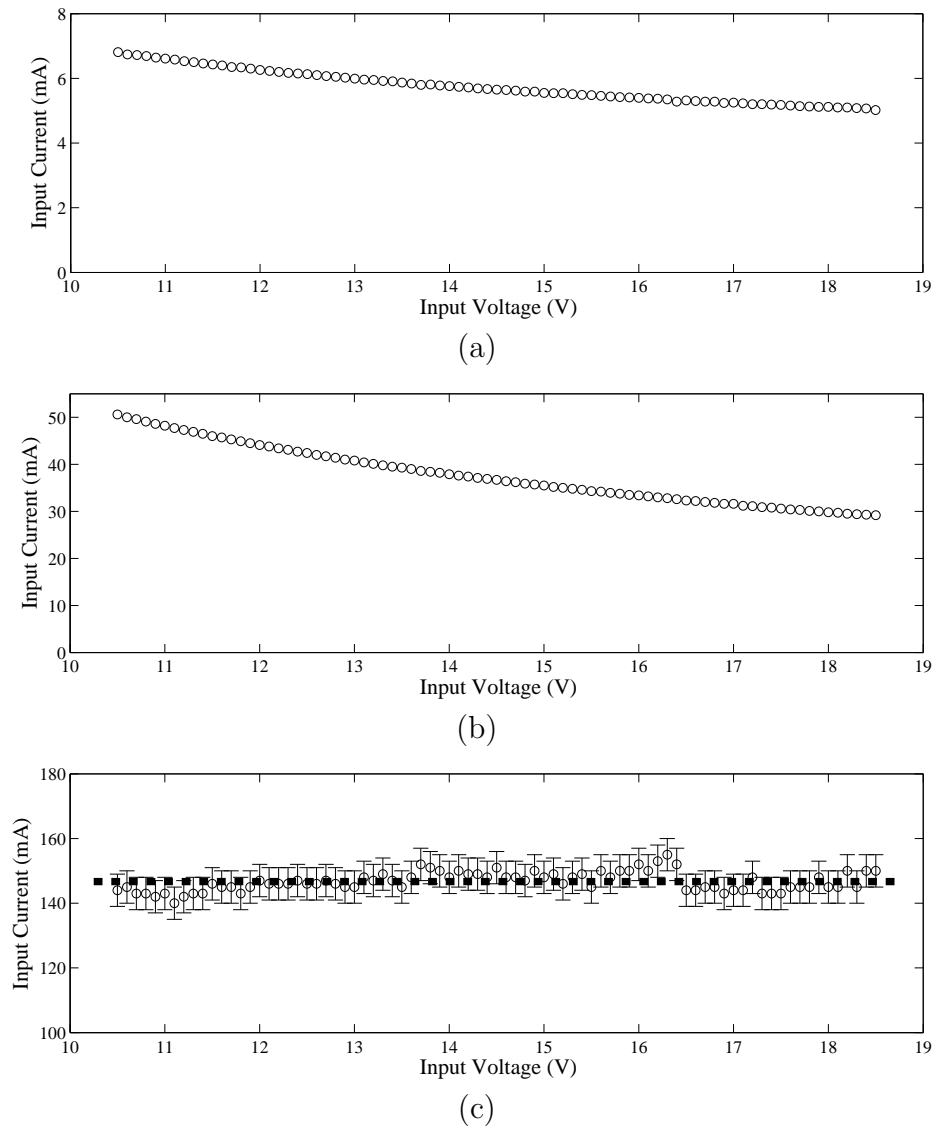 8
6
4
2
0
Input Current (mA)
10 11 12 13 14 15 16 17 18 19
Input Voltage (V)
(a)
50
40
30
20
10
0
Input Current (mA)
10 11 12 13 14 15 16 17 18 19
Input Voltage (V)
(b)
180
160
140
120
100
Input Current (mA)
10 11 12 13 14 15 16 17 18 19
Input Voltage (V)
(c)